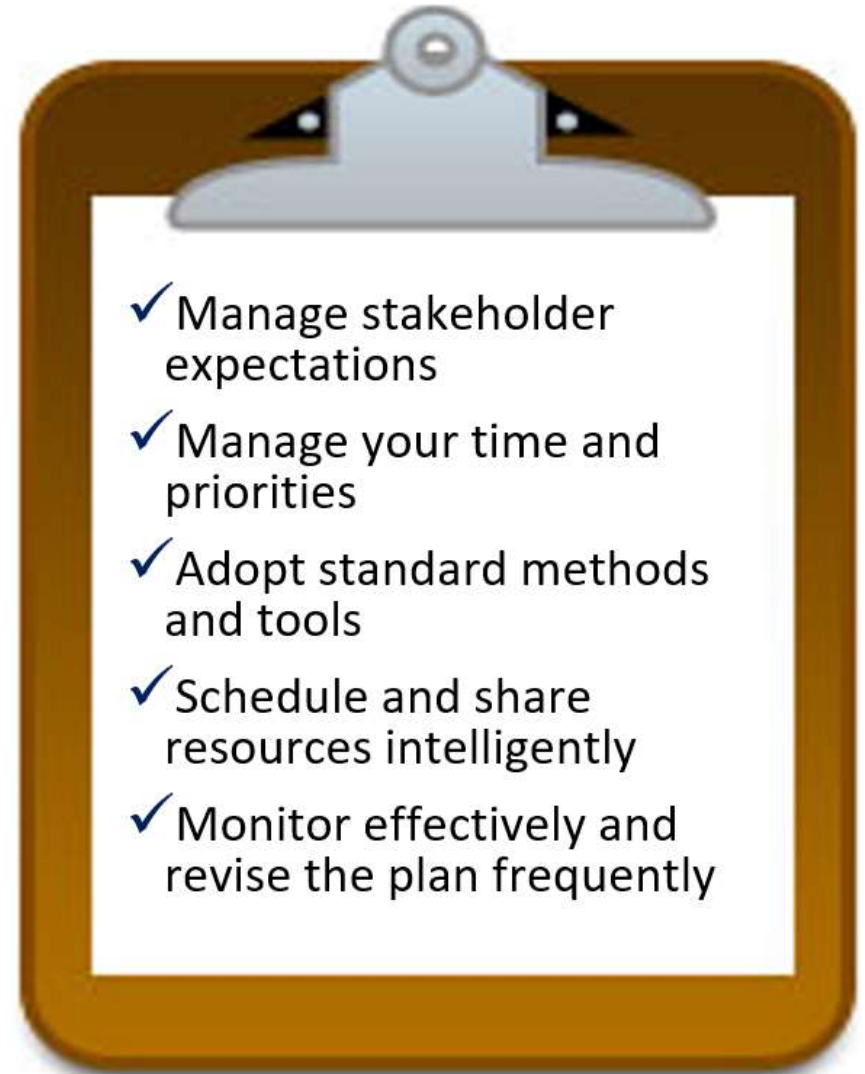 ✓Manage stakeholder
expectations
✓Manage your time and
priorities
✓Adopt standard methods
and tools
✓Schedule and share
resources intelligently
✓Monitor effectively and
revise the plan frequently